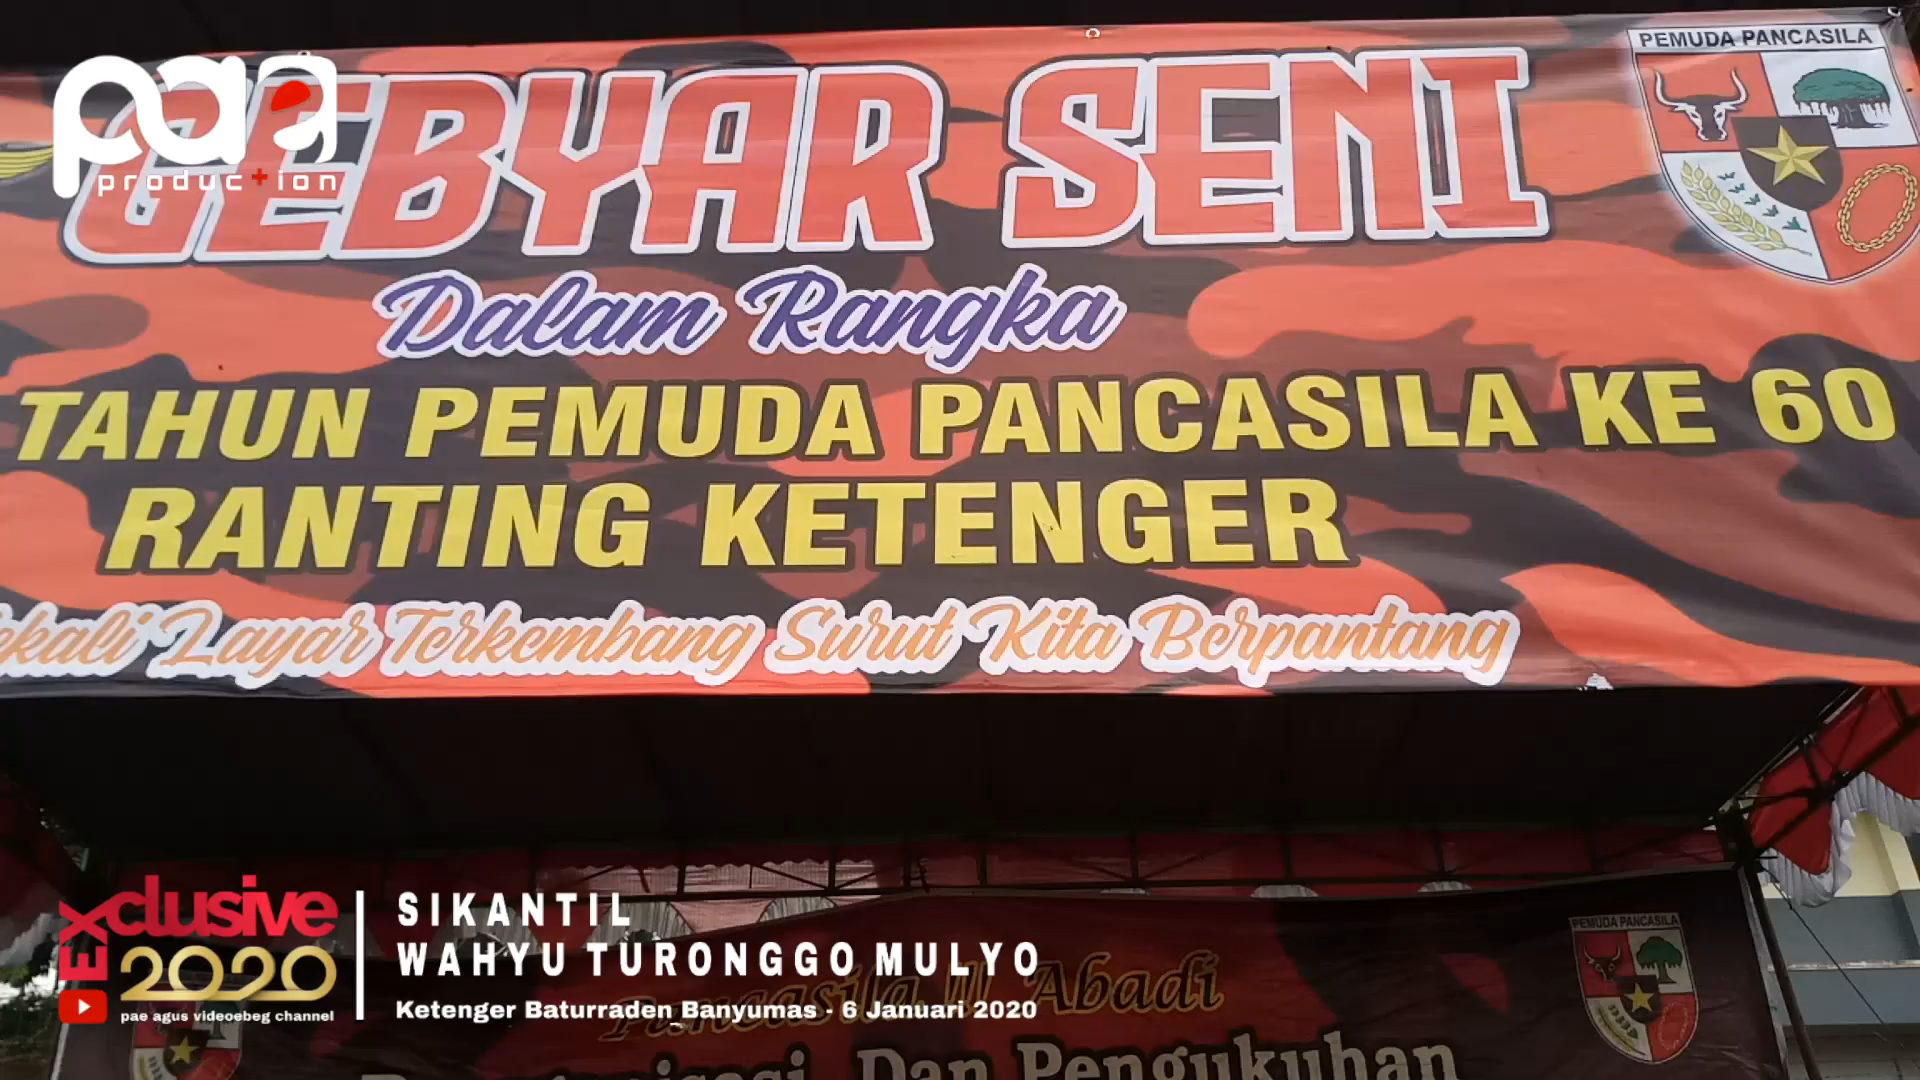 pae
production
GEBYAR SENI
PEMUDA PANCASILA
Dalam Rangka
TAHUN PEMUDA PANCASILA KE 60
RANTING KETENGER
Layar Terkembang Surut Kita Berpantang
PEMUDA PANCASILA
EXclusive
2020
pae agus videoebeg channel
SIKANTIL
WAHYU TURONGGO MULYO
Ketenger Baturraden Banyumas - 6 Januari 2020
Pancasila Abadi
Dan Pengukuhan